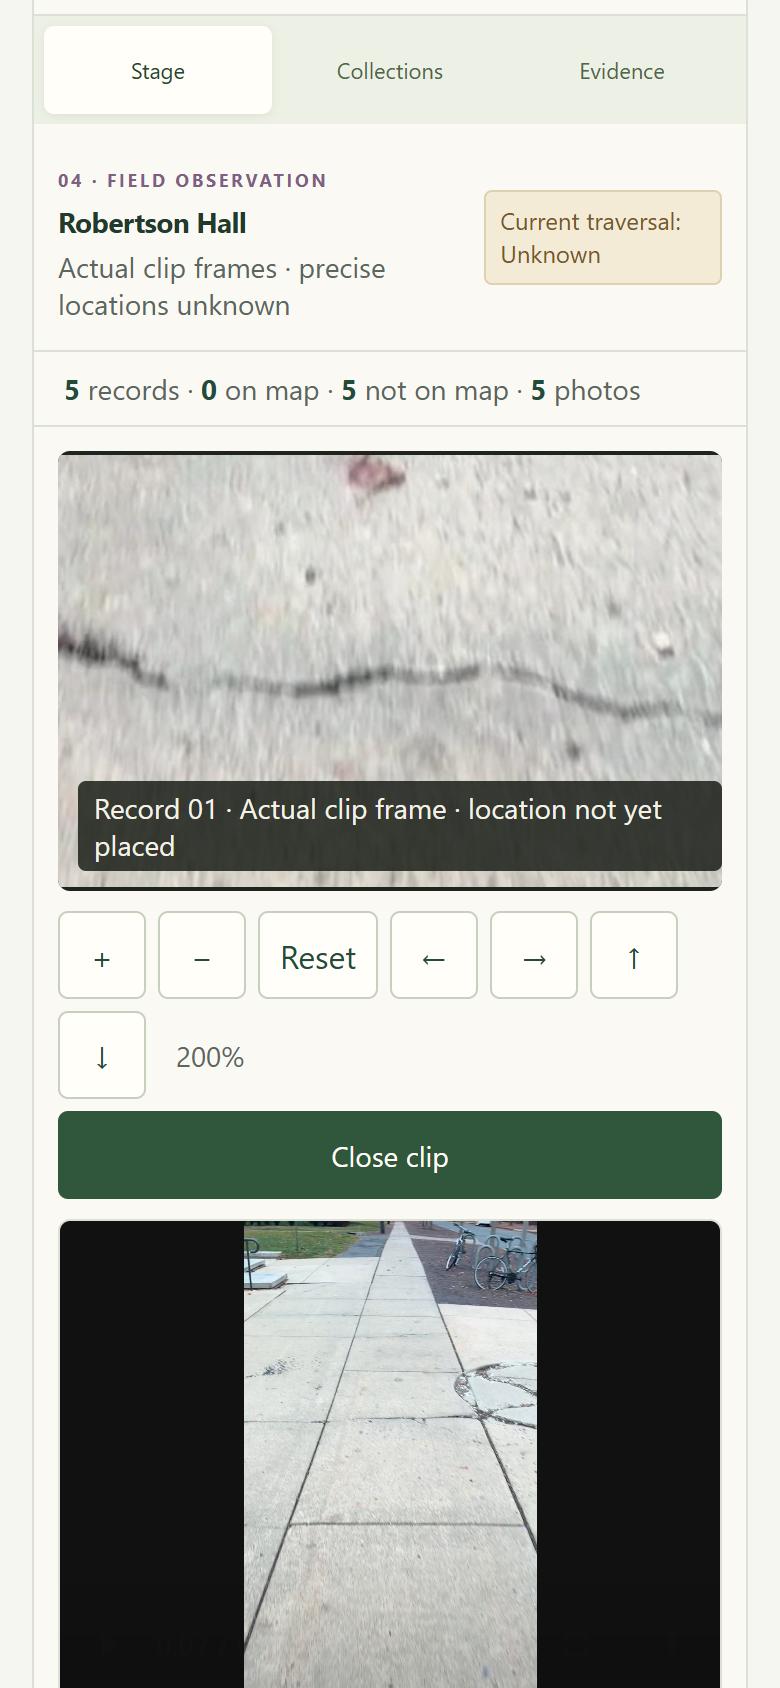 Stage
Collections
Evidence
04 · FIELD OBSERVATION
Robertson Hall
Actual clip frames · precise
locations unknown
Current traversal:
Unknown
5 records · 0 on map · 5 not on map · 5 photos
Record 01 · Actual clip frame · location not yet
placed
+
−
Reset
←
→
↑
↓
200%
Close clip